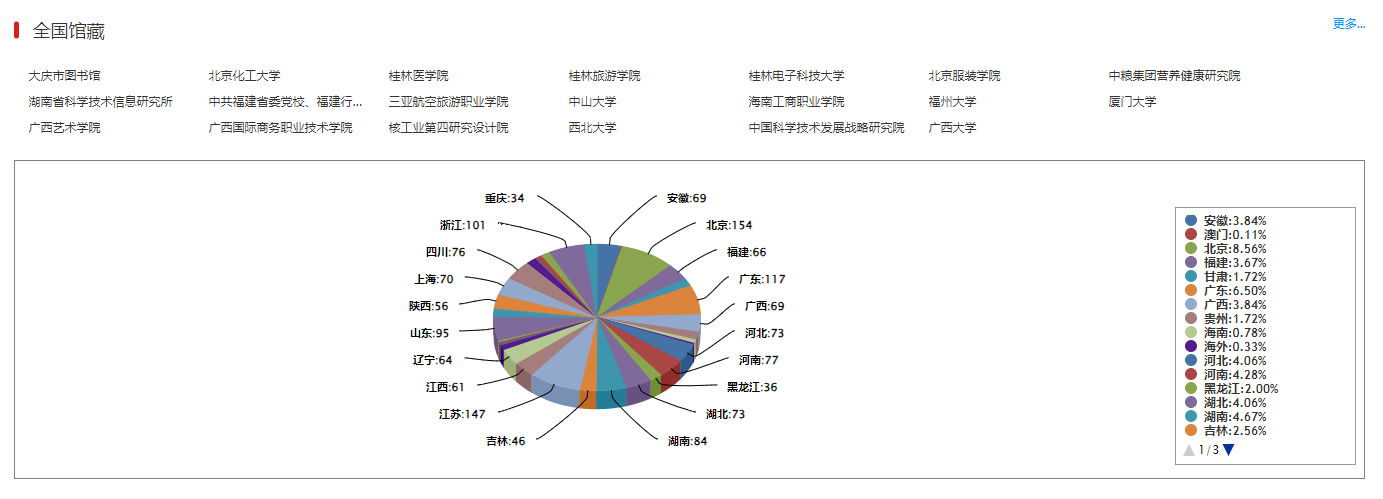 全国馆藏
更多...
大庆市图书馆 北京化工大学 桂林医学院 桂林旅游学院 桂林电子科技大学 北京服装学院 中粮集团营养健康研究院
湖南省科学技术信息研究所 中共福建省委党校、福建行... 三亚航空旅游职业学院 中山大学 海南工商职业学院 福州大学 厦门大学
广西艺术学院 广西国际商务职业技术学院 核工业第四研究设计院 西北大学 中国科学技术发展战略研究院 广西大学
重庆:34 安徽:69
浙江:101 北京:154
四川:76 福建:66
上海:70 广东:117
陕西:56 广西:69
山东:95 河北:73
辽宁:64 河南:77
江西:61 黑龙江:36
江苏:147 湖北:73
吉林:46 湖南:84
安徽:3.84%
澳门:0.11%
北京:8.56%
福建:3.67%
甘肃:1.72%
广东:6.50%
广西:3.84%
贵州:1.72%
海南:0.78%
海外:0.33%
河北:4.06%
河南:4.28%
黑龙江:2.00%
湖北:4.06%
湖南:4.67%
吉林:2.56%
1/3